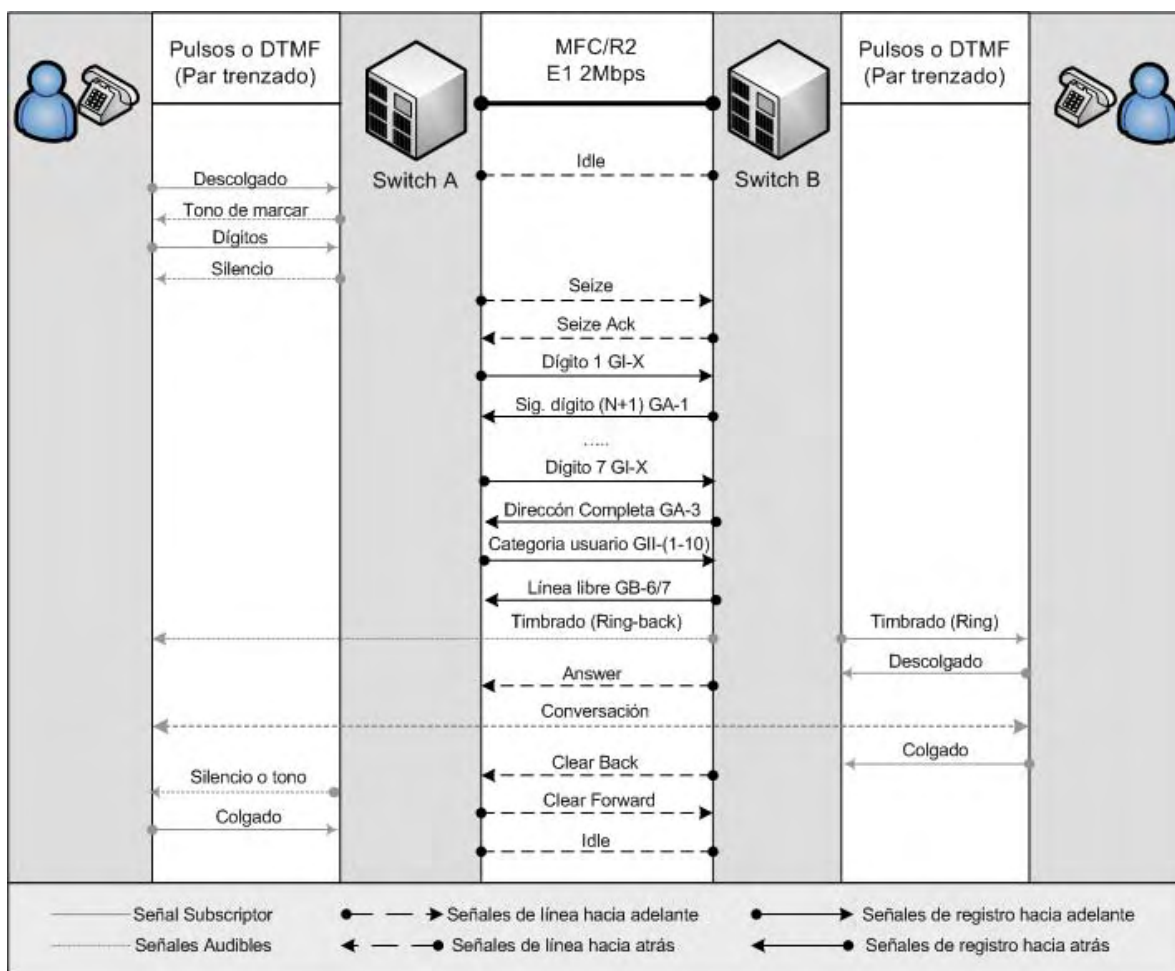 Pulsos o DTMF
(Par trenzado)
MFC/R2
E1 2Mbps
Pulsos o DTMF
(Par trenzado)
Switch A
Switch B
Idle
Descolgado
Tono de marcar
Dígitos
Silencio
Seize
Seize Ack
Dígito 1 GI-X
Sig. dígito (N+1) GA-1
.....
Digito 7 GI-X
Direccón Completa GA-3
Categoria usuario GII-(1-10)
Línea libre GB-6/7
Timbrado (Ring-back)
Timbrado (Ring)
Descolgado
Answer
Conversación
Colgado
Clear Back
Silencio o tono
Clear Forward
Colgado
Idle
Señal Subscriptor
Señales de línea hacia adelante
Señales de registro hacia adelante
Señales Audibles
Señales de línea hacia atrás
Señales de registro hacia atrás